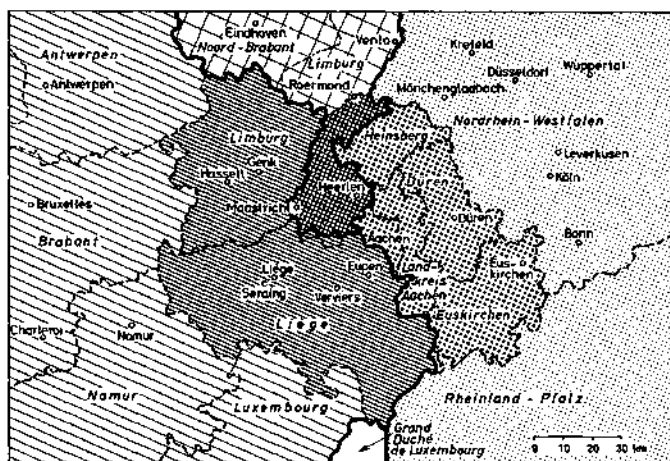 Eindhoven
Noord-Brabant
Venlo
Krefeld
Antwerpen
Limburg
Düsseldorf
Wuppertal
Antwerpen
Roermond
Mönchengladbach
Nordrhein-Westfalen
Limburg
Heinsberg
Leverkusen
Genk
Hasselt
Düren
Köln
Heerlen
Bruxelles
Maastricht
Düren
Brabant
Aachen
Bonn
Liège
Eupen
Land-
kreis
Aachen
Eus-
kirchen
Seraing
Verviers
Charleroi
Namur
Liège
Euskirchen
Namur
Luxembourg
Rheinland-Pfalz
Grand
Duché
de Luxembourg
0 10 20 30 km